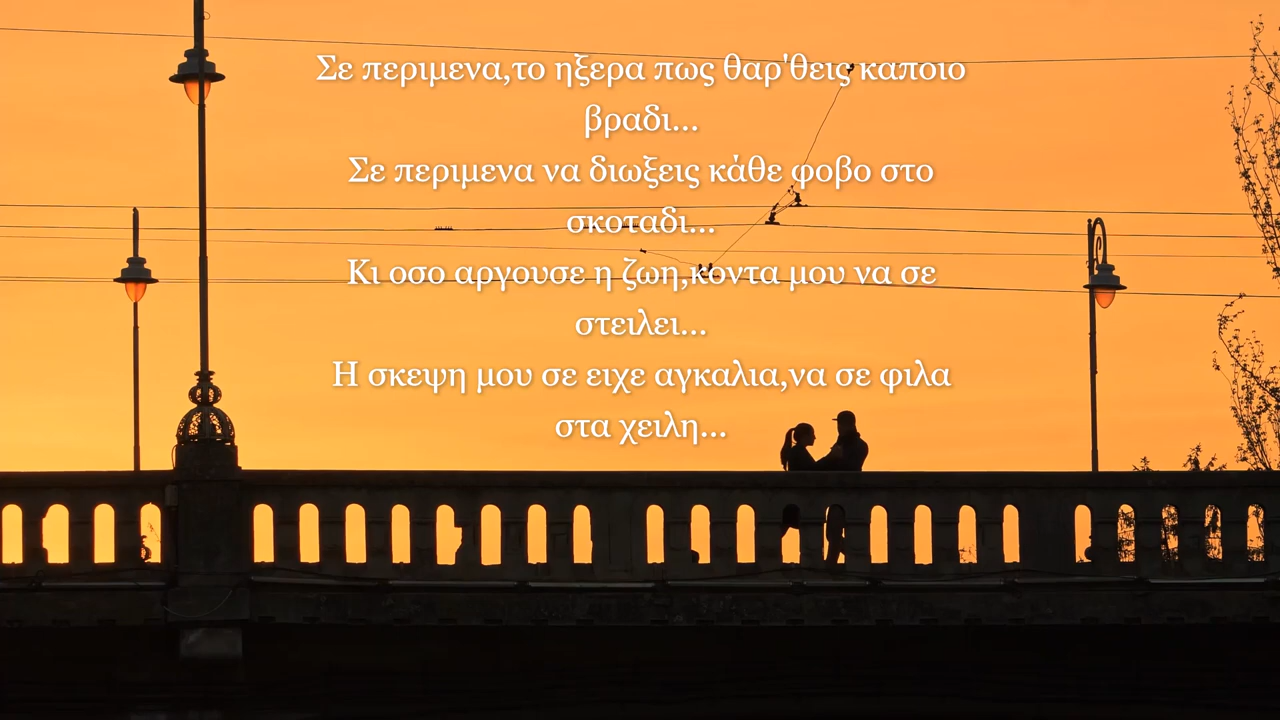 Σε περιμενα,το ηξερα πως θαρ'θεις καποιο
βραδι...
Σε περιμενα να διωξεις κάθε φοβο στο
σκοταδι...
Κι οσο αργουσε η ζωη,κοντα μου να σε
στειλει...
Η σκεψη μου σε ειχε αγκαλια,να σε φιλα
στα χειλη...